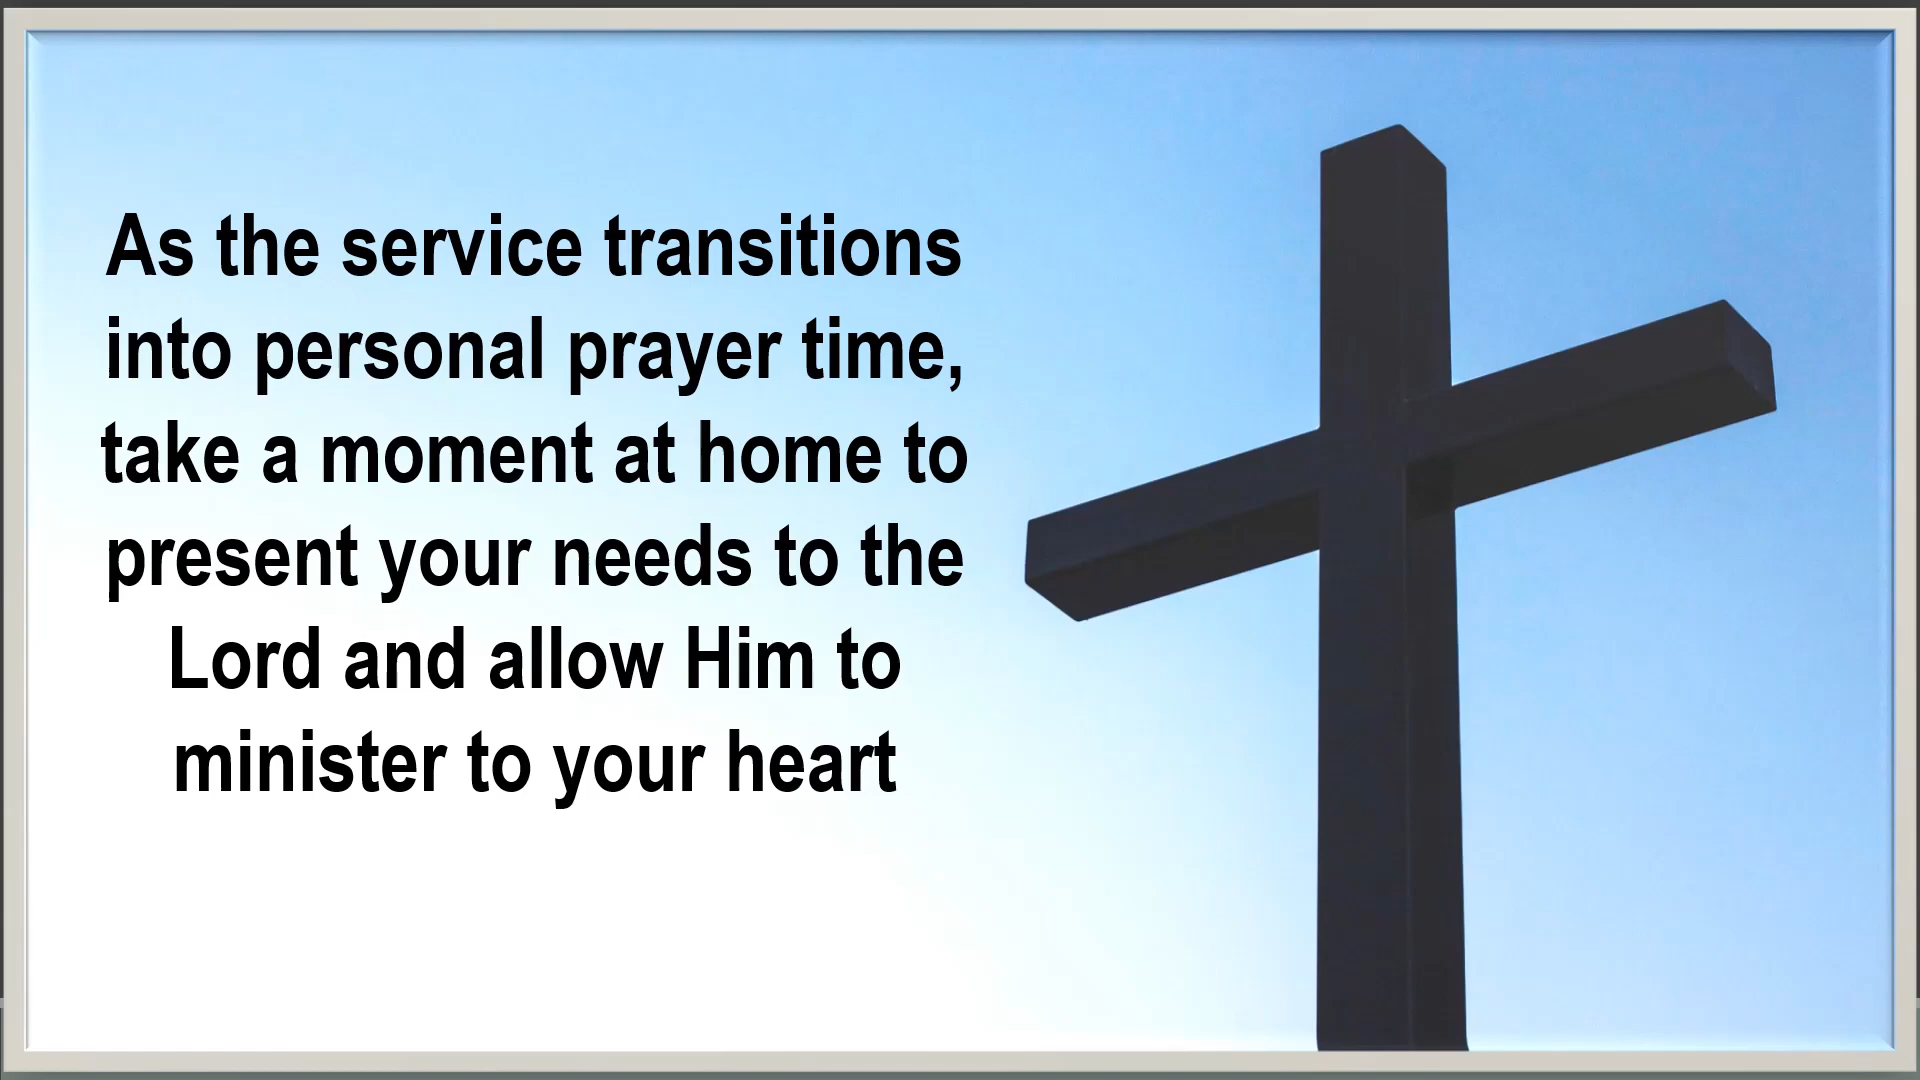 As the service transitions
into personal prayer time,
take a moment at home to
present your needs to the
Lord and allow Him to
minister to your heart